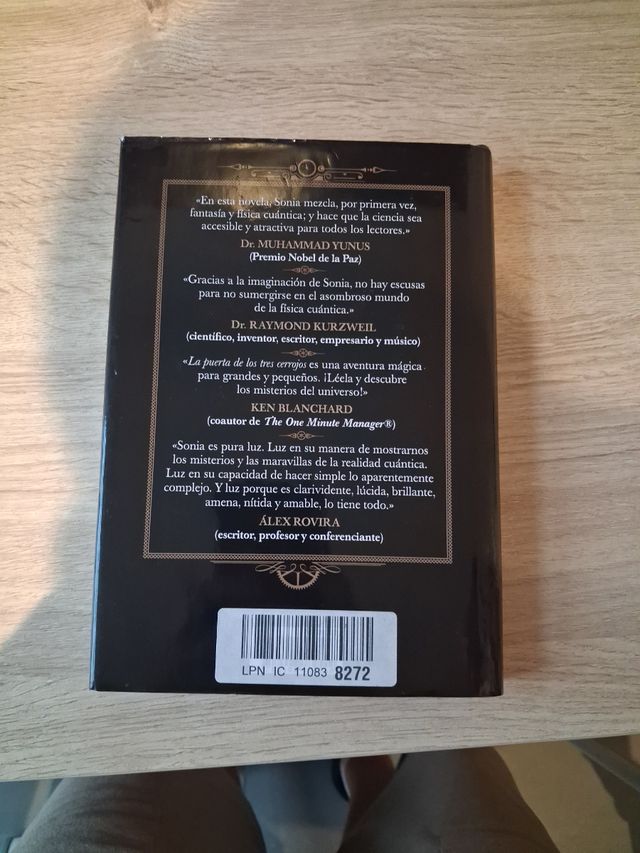 «En esta novela, Sonia mezcla, por primera vez,
fantasía y física cuántica; y hace que la ciencia sea
accesible y atractiva para todos los lectores.»
Dr. MUHAMMAD YUNUS
(Premio Nobel de la Paz)
«Gracias a la imaginación de Sonia, no hay escusas
para no sumergirse en el asombroso mundo
de la física cuántica.»
Dr. RAYMOND KURZWEIL
(científico, inventor, escritor, empresario y músico)
«La puerta de los tres cerrojos es una aventura mágica
para grandes y pequeños. ¡Léela y descubre
los misterios del universo!»
KEN BLANCHARD
(coautor de The One Minute Manager®)
«Sonia es pura luz. Luz en su manera de mostrarnos
los misterios y las maravillas de la realidad cuántica.
Luz en su capacidad de hacer simple lo aparentemente
complejo. Y luz porque es clarividente, lúcida, brillante,
amena, nítida y amable, lo tiene todo.»
ÁLEX ROVIRA
(escritor, profesor y conferenciante)
LPN IC 11083 8272